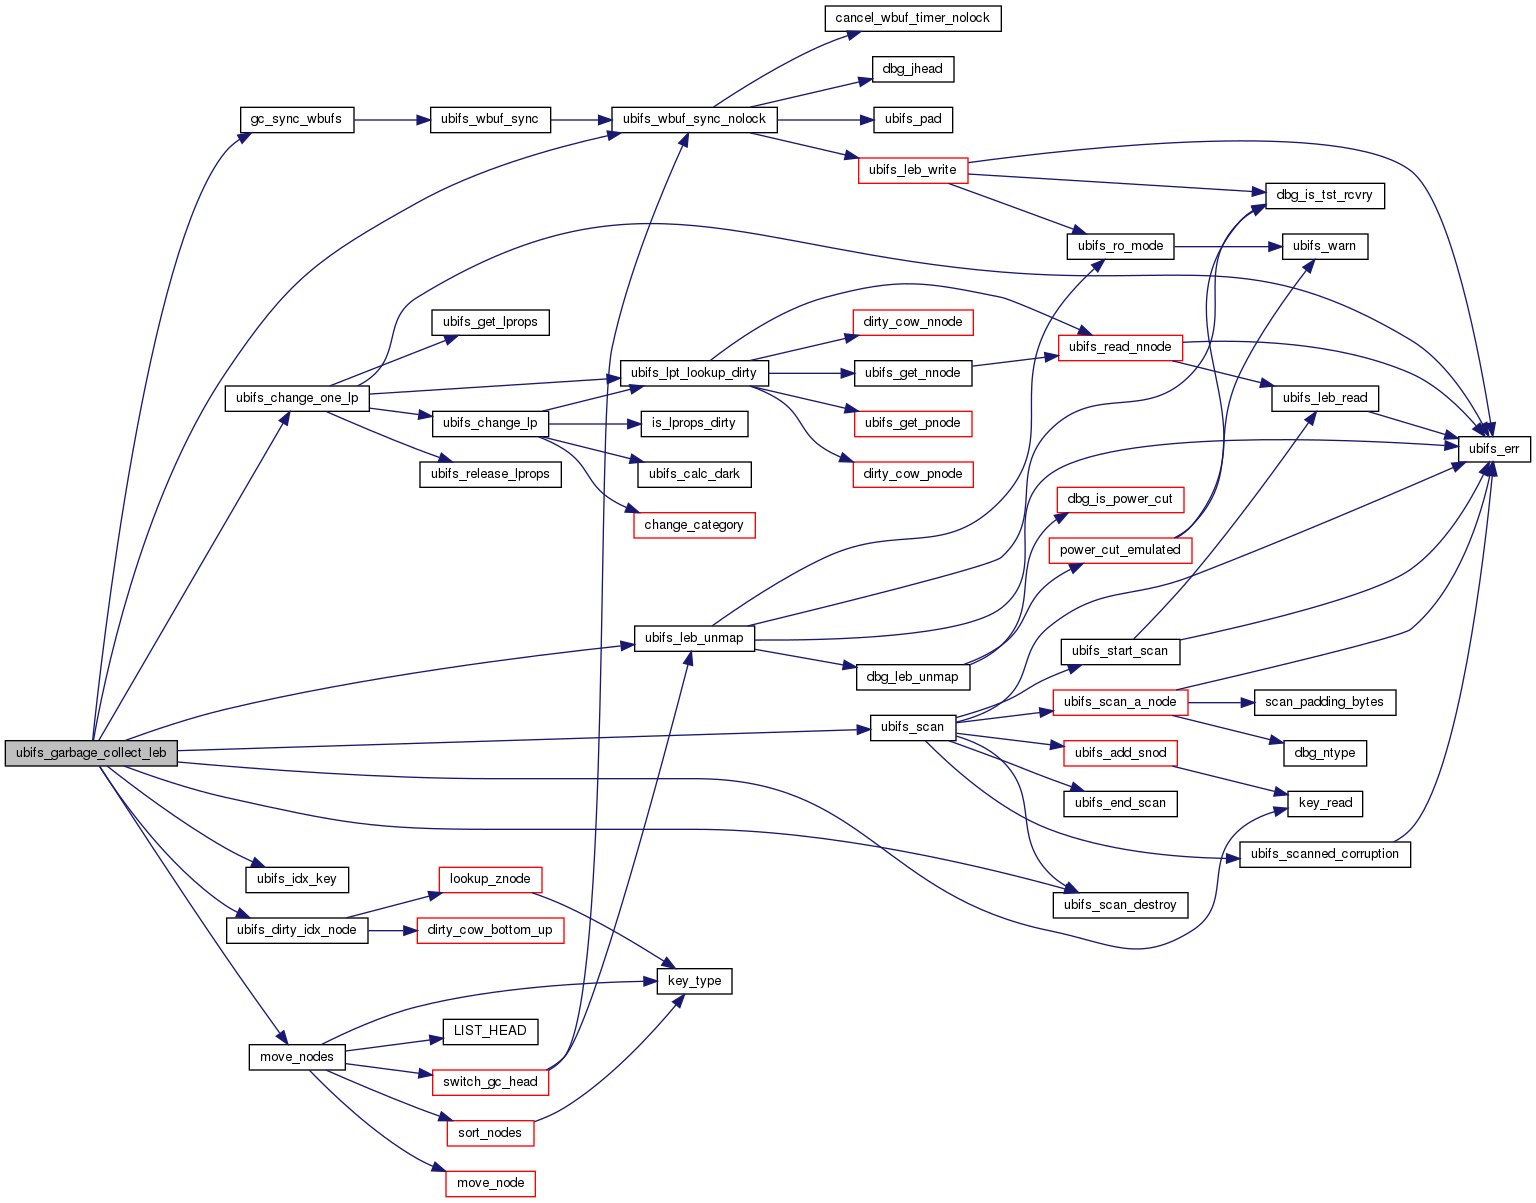 cancel_wbuf_timer_nolock
dbg_jhead
gc_sync_wbufs
ubifs_wbuf_sync
ubifs_wbuf_sync_nolock
ubifs_pad
ubifs_leb_write
dbg_is_tst_rcvry
ubifs_ro_mode
ubifs_warn
ubifs_get_lprops
dirty_cow_nnode
ubifs_read_nnode
ubifs_lpt_lookup_dirty
ubifs_get_nnode
ubifs_change_one_lp
ubifs_leb_read
ubifs_change_lp
is_lprops_dirty
ubifs_get_pnode
ubifs_err
ubifs_release_lprops
ubifs_calc_dark
dirty_cow_pnode
dbg_is_power_cut
change_category
power_cut_emulated
ubifs_leb_unmap
ubifs_start_scan
dbg_leb_unmap
ubifs_scan_a_node
scan_padding_bytes
ubifs_scan
ubifs_garbage_collect_leb
ubifs_add_snod
dbg_ntype
ubifs_end_scan
key_read
ubifs_scanned_corruption
ubifs_idx_key
lookup_znode
ubifs_scan_destroy
ubifs_dirty_idx_node
dirty_cow_bottom_up
key_type
LIST_HEAD
move_nodes
switch_gc_head
sort_nodes
move_node